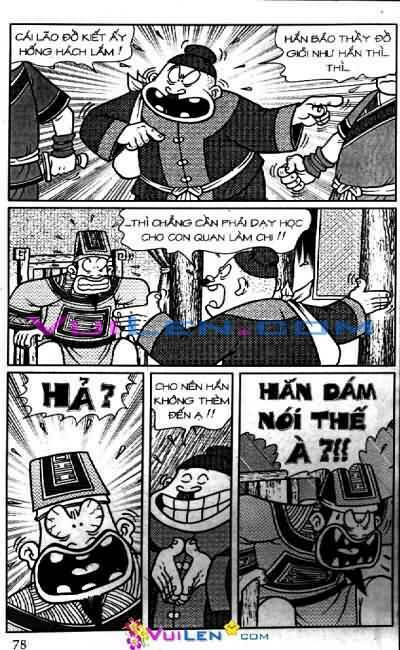 CÁI LÃO ĐỒ KIẾT ẤY
HỐNG HÁCH LẮM !
HẮN BẢO THẦY ĐỒ
GIỎI NHƯ HẮN THÌ...
THÌ...
...THÌ CHẲNG CẦN PHẢI DẠY HỌC
CHO CON QUAN LÀM CHI !!
VUILEN.COM
HẢ ?
CHO NÊN HẮN
KHÔNG THÈM
ĐẾN Ạ !!
HẮN DÁM
NÓI THẾ
À ?!!
78
VUILEN.COM